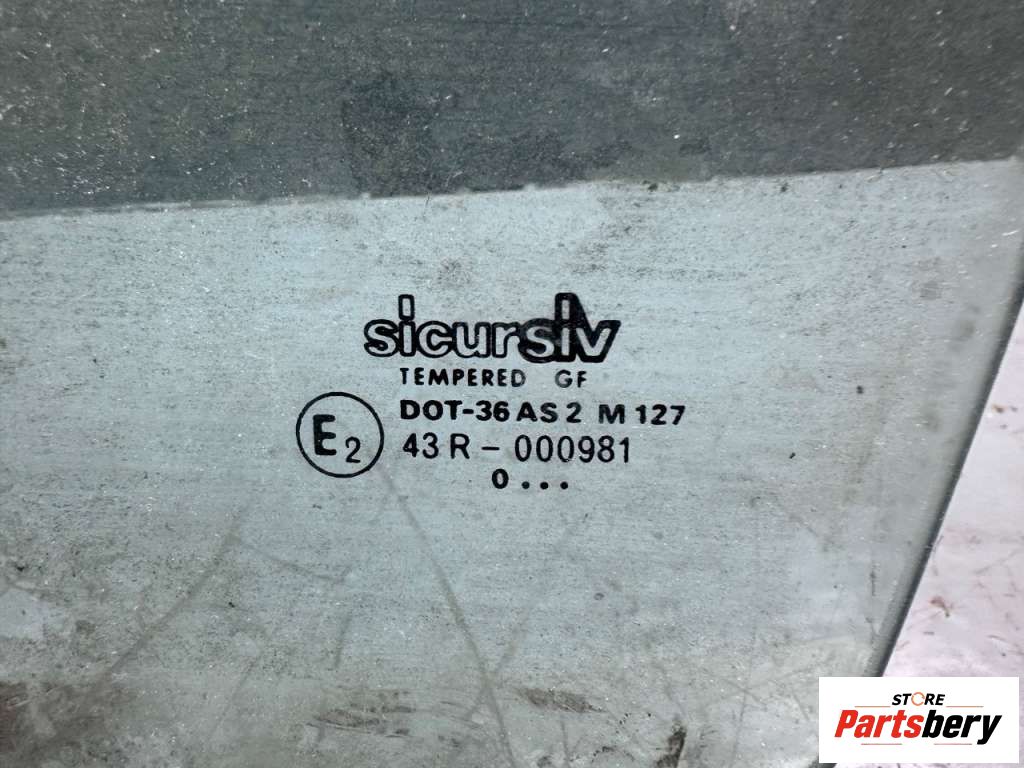 sicursiv
TEMPERED GF
DOT-36 AS 2 M 127
E2
43 R - 000981
0 ...
STORE
Partsbery